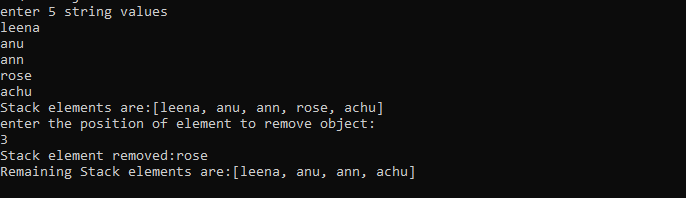 enter 5 string values
leena
anu
ann
rose
achu
Stack elements are:[leena, anu, ann, rose, achu]
enter the position of element to remove object:
3
Stack element removed:rose
Remaining Stack elements are:[leena, anu, ann, achu]